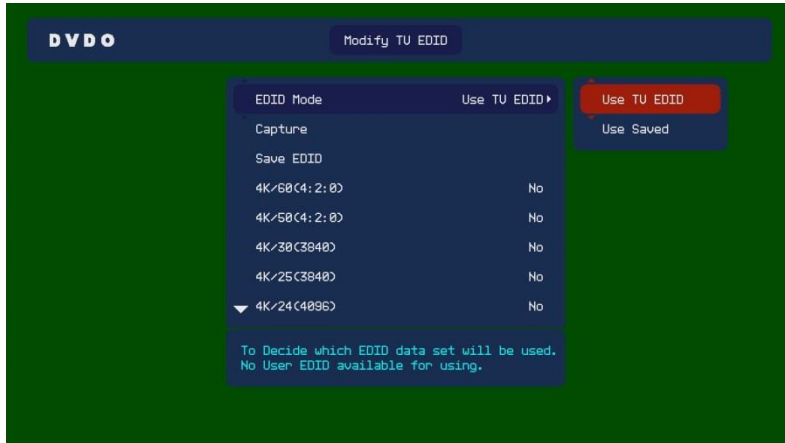 DVDO
Modify TV EDID
EDID Mode Use TV EDID
Use TV EDID
Capture
Use Saved
Save EDID
4K/60(4:2:0) No
4K/50(4:2:0) No
4K/30(3840) No
4K/25(3840) No
4K/24(4096) No
To Decide which EDID data set will be used.
No User EDID available for using.